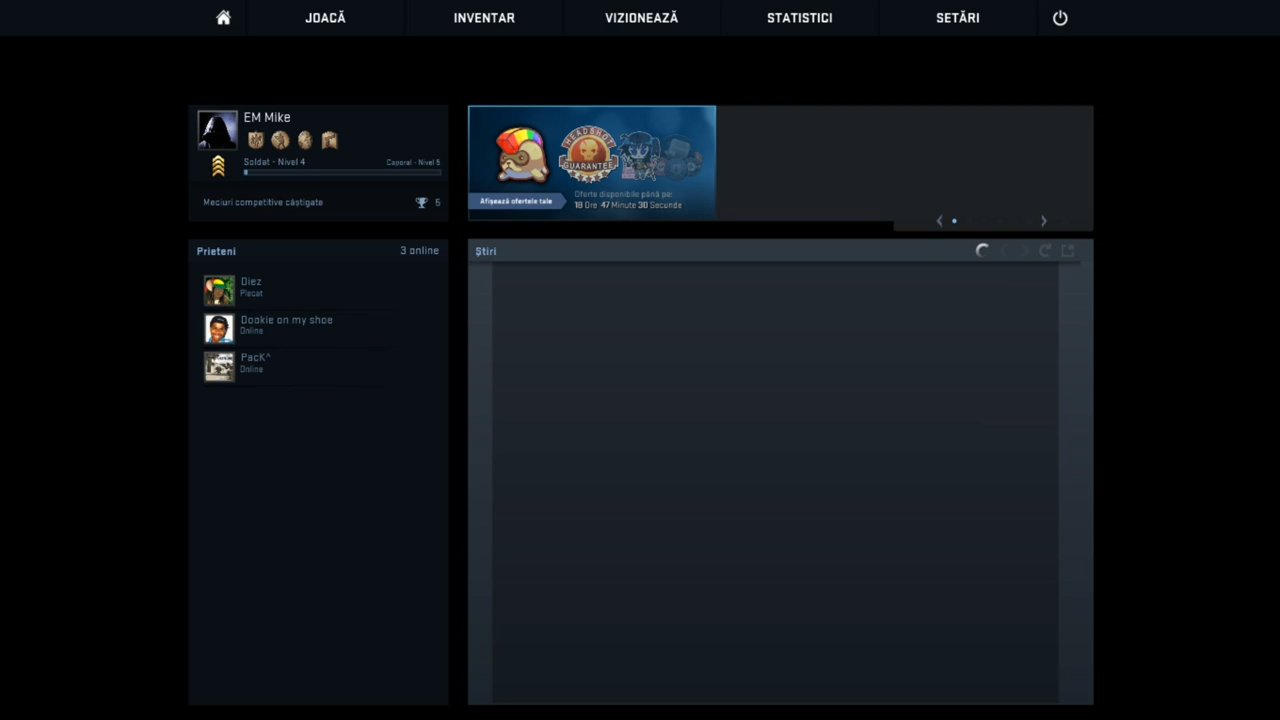 JOACĂ
INVENTAR
VIZIONEAZĂ
STATISTICI
SETĂRI
EM Mike
Soldat - Nivel 4
Caporal - Nivel 5
Meciuri competitive câștigate
5
HEADSHOT
GUARANTEE
Afișează ofertele tale
Oferte disponibile până pe:
18 Ore 47 Minute 30 Secunde
Prieteni
3 online
Știri
Diez
Plecat
Dookie on my shoe
Online
PacK^
Online